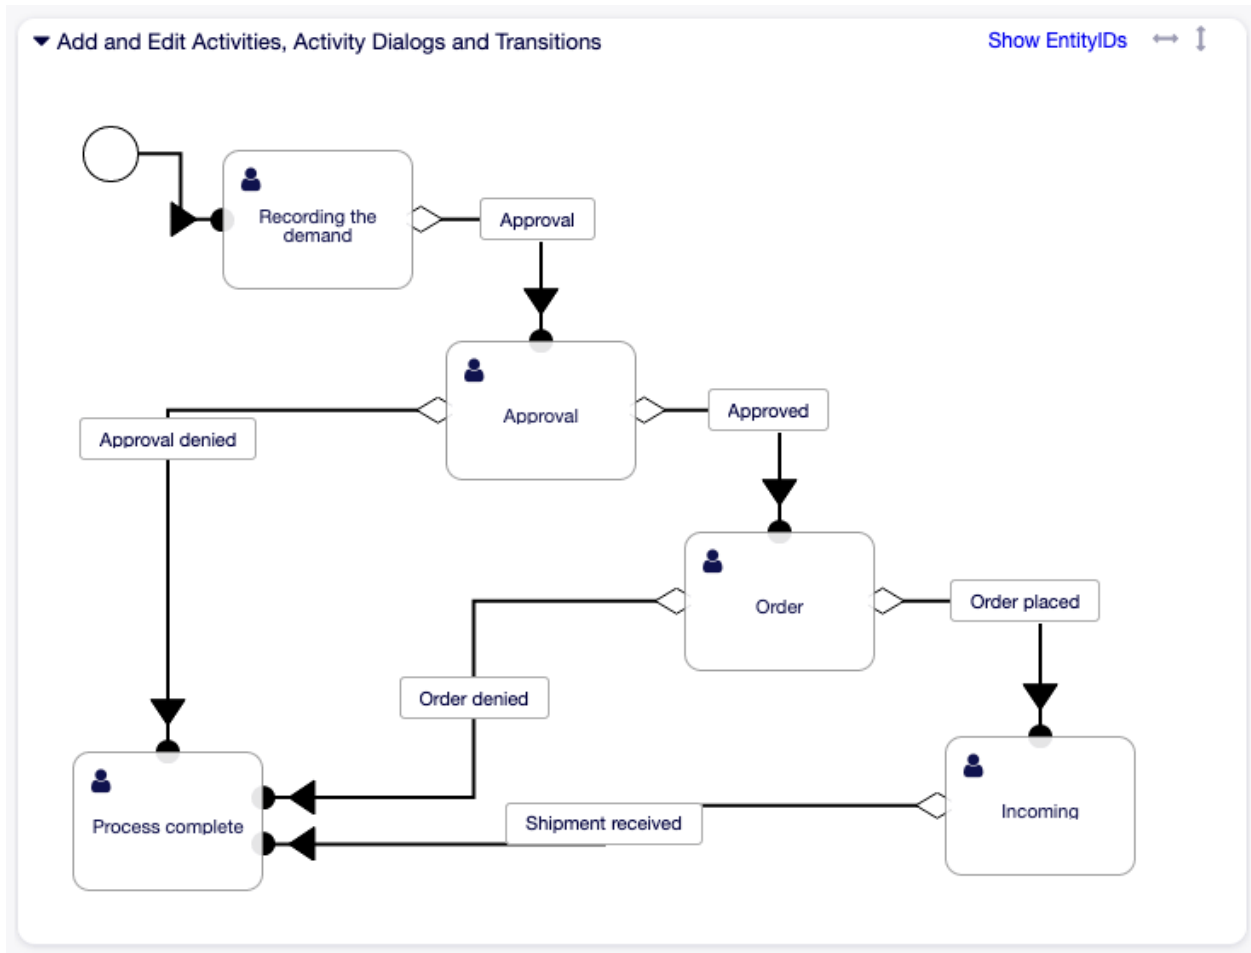 Add and Edit Activities, Activity Dialogs and Transitions
Show EntityIDs
Recording the
demand
Approval
Approval
Approved
Approval denied
Order
Order placed
Order denied
Process complete
Shipment received
Incoming